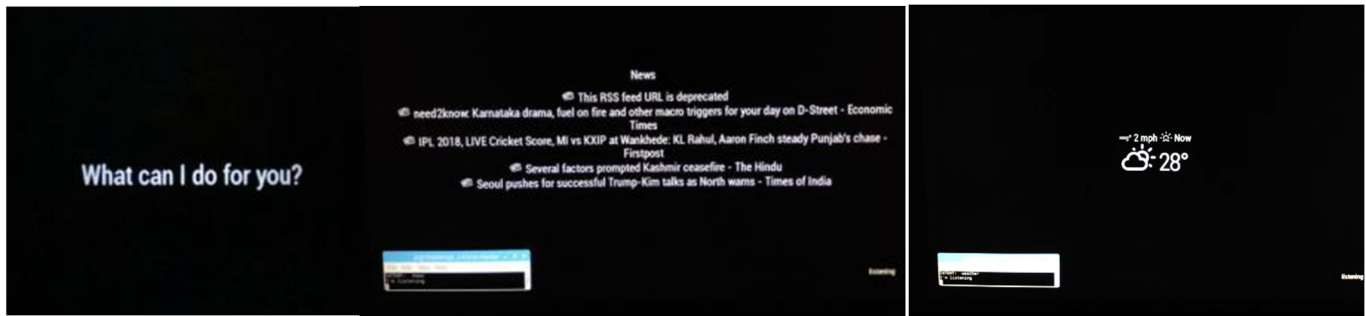 What can I do for you?
News
This RSS feed URL is deprecated
need2know: Karnataka drama, fuel on fire and other macro triggers for your day on D-Street - Economic
Times
IPL 2018, LIVE Cricket Score, MI vs KXIP at Wankhede: KL Rahul, Aaron Finch steady Punjab's chase -
Firstpost
Several factors prompted Kashmir ceasefire - The Hindu
Seoul pushes for successful Trump-Kim talks as North warns - Times of India
I'm listening
listening
2 mph Now
28°
weather
I'm listening
listening